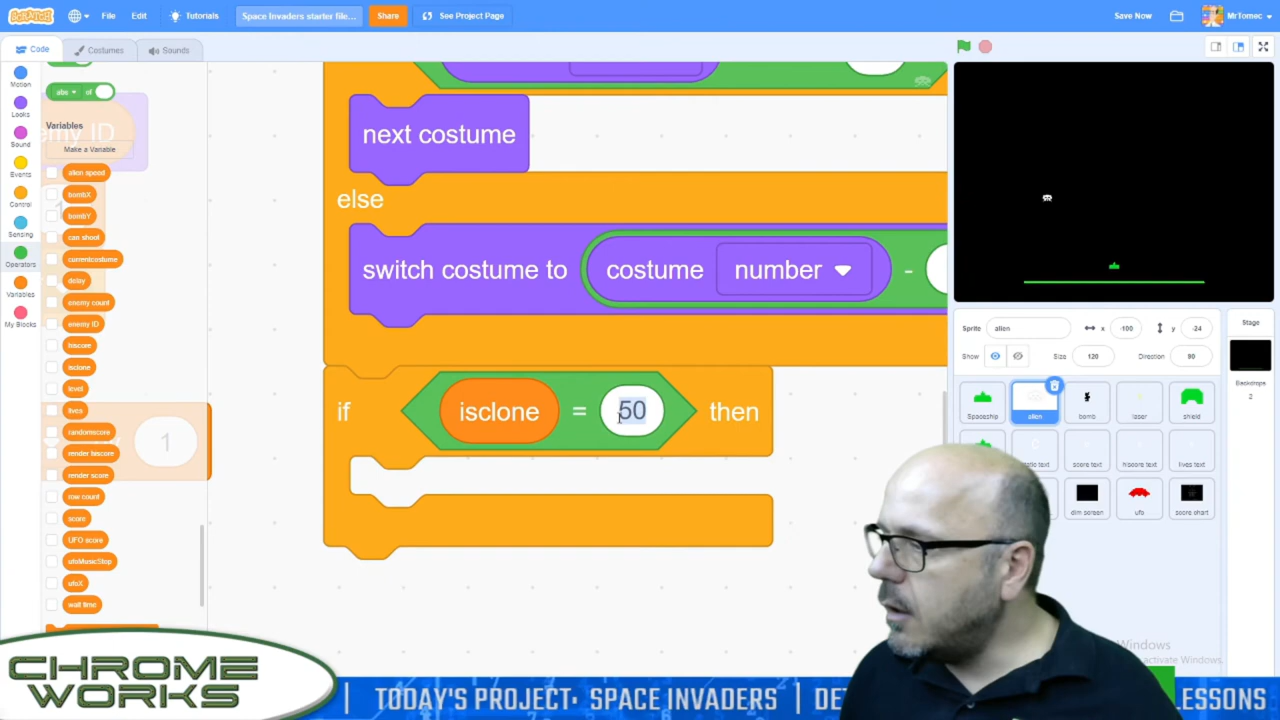 SCRATCH
File
Edit
Tutorials
Space Invaders starter file...
Share
See Project Page
Save Now
MrTomec
Code
Costumes
Sounds
Motion
Looks
Sound
Events
Control
Sensing
Operators
Variables
My Blocks
abs of
Variables
Make a Variable
alien speed
bombX
bombY
can shoot
currentcostume
delay
enemy count
enemy ID
hiscore
isclone
level
lives
randomscore
render hiscore
render score
row count
score
UFO score
ufoMusicStop
ufoX
wait time
1
next costume
else
switch costume to costume number -
if isclone = 50 then
Sprite alien x -100 y -24
Show Size 120 Direction 90
Stage
Backdrops
2
Spaceship
alien
bomb
laser
shield
score text
hiscore text
lives text
dim screen
ufo
score chart
CHROME
WORKS
TODAY'S PROJECT: SPACE INVADERS | DE
LESSONS